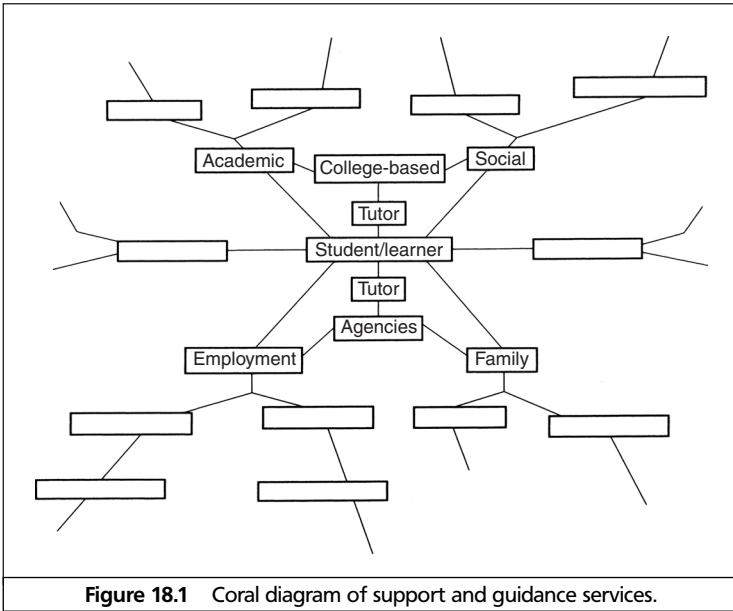 Academic
College-based
Social
Tutor
Student/learner
Tutor
Agencies
Employment
Family
Figure 18.1 Coral diagram of support and guidance services.